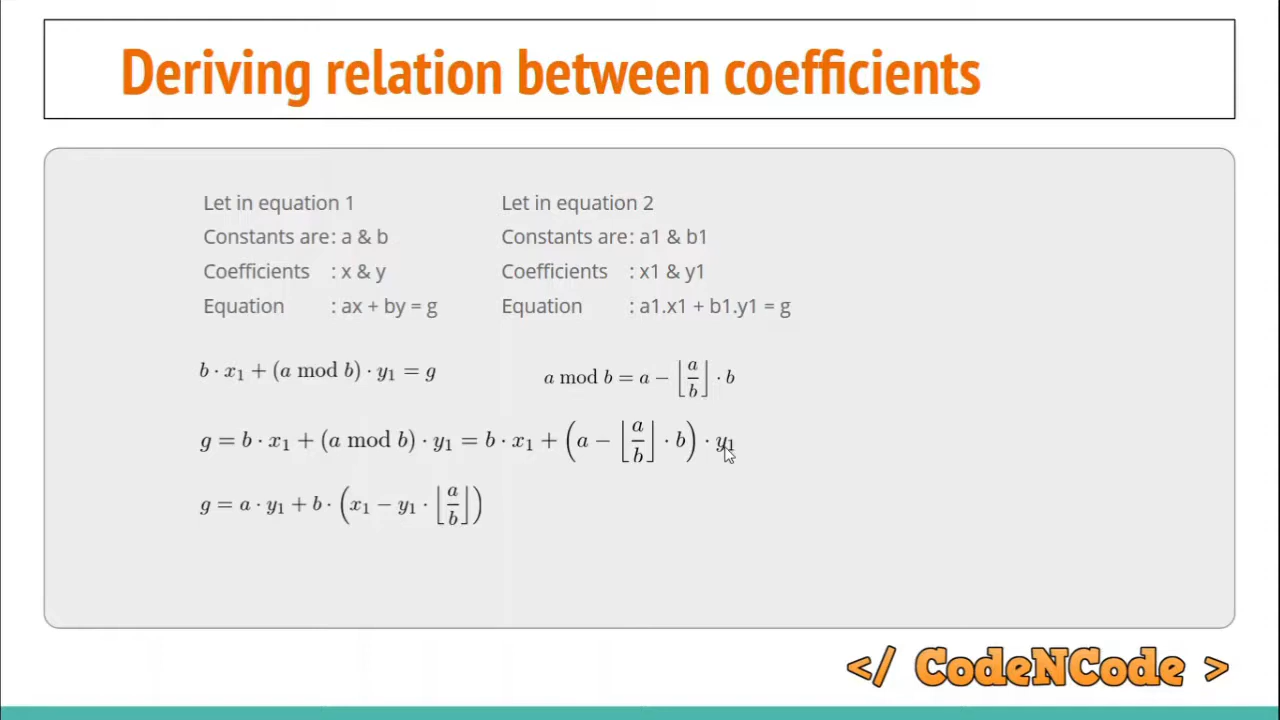 Deriving relation between coefficients
Let in equation 1
Constants are: a & b
Coefficients : x & y
Equation : ax + by = g
Let in equation 2
Constants are: a1 & b1
Coefficients : x1 & y1
Equation : a1.x1 + b1.y1 = g
b · x₁ + (a mod b) · y₁ = g
a mod b = a − ⌊a/b⌋ · b
g = b · x₁ + (a mod b) · y₁ = b · x₁ + (a − ⌊a/b⌋ · b) · y₁
g = a · y₁ + b · (x₁ − y₁ · ⌊a/b⌋)
</ CodeNCode >